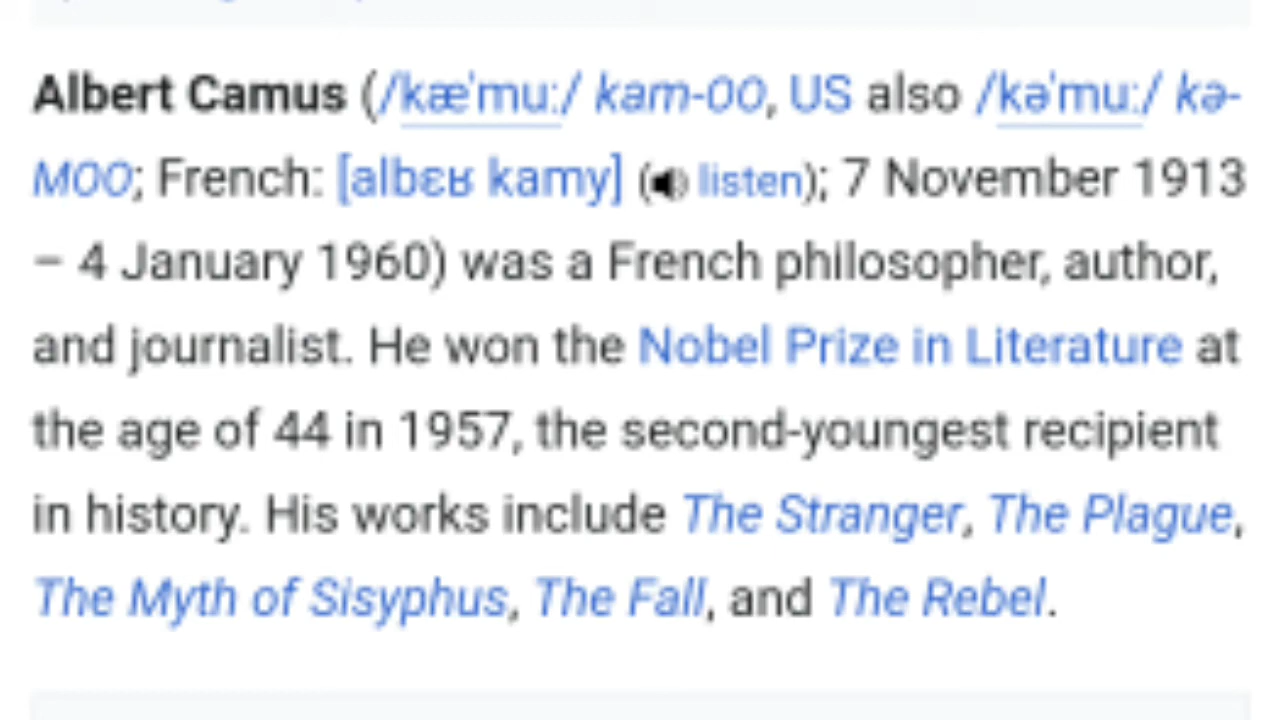 Albert Camus (/kæˈmuː/ kam-OO, US also /kəˈmuː/ kə-
MOO; French: [albɛʁ kamy] (listen); 7 November 1913
– 4 January 1960) was a French philosopher, author,
and journalist. He won the Nobel Prize in Literature at
the age of 44 in 1957, the second-youngest recipient
in history. His works include The Stranger, The Plague,
The Myth of Sisyphus, The Fall, and The Rebel.